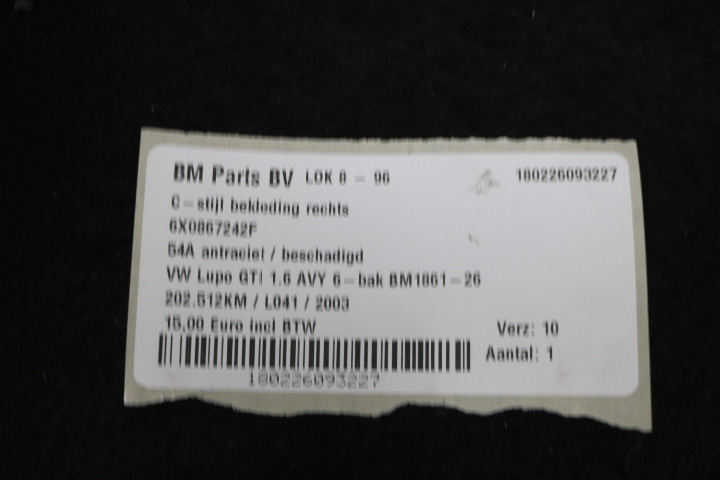 BM Parts BV LOK 8 - 96 180226093227
C-stijl bekleding rechts
6X0867242F
54A antraciet / beschadigd
VW Lupo GTI 1.6 AVY 6-bak BM1861-26
202.512KM / L041 / 2003
15,00 Euro incl BTW Verz: 10
Aantal: 1
180226093227